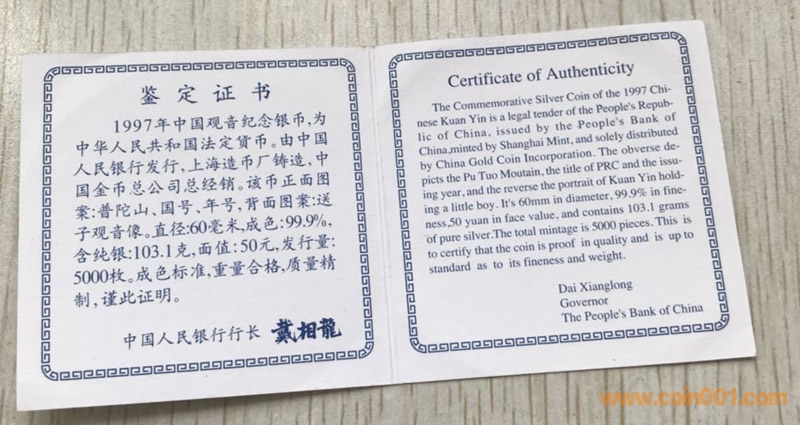 鉴定证书
1997年中国观音纪念银币,为
中华人民共和国法定货币。由中国
人民银行发行,上海造币厂铸造,中
国金币总公司总经销。该币正面图
案:普陀山、国号、年号,背面图案:送
子观音像。直径:60毫米,成色:99.9%,
含纯银:103.1克,面值:50元,发行量:
5000枚。成色标准,重量合格,质量精
制,谨此证明。
中国人民银行行长 戴相龍
Certificate of Authenticity
The Commemorative Silver Coin of the 1997 Chi-
nese Kuan Yin is a legal tender of the People's Repub-
lic of China, issued by the People's Bank of
China,minted by Shanghai Mint, and solely distributed
by China Gold Coin Incorporation. The obverse de-
picts the Pu Tuo Moutain, the title of PRC and the issu-
ing year, and the reverse the portrait of Kuan Yin hold-
ing a little boy. It's 60mm in diameter, 99.9% in fine-
ness,50 yuan in face value, and contains 103.1 grams
of pure silver.The total mintage is 5000 pieces. This is
to certify that the coin is proof in quality and is up to
standard as to its fineness and weight.
Dai Xianglong
Governor
The People's Bank of China
www.coin001.com